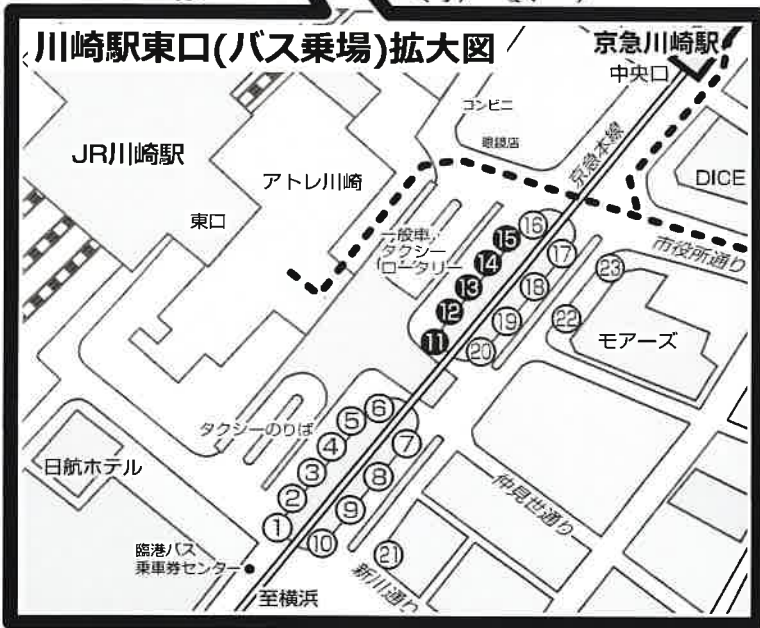 川崎駅東口(バス乗場)拡大図
京急川崎駅
中央口
コンビニ
眼鏡店
京急本線
JR川崎駅
アトレ川崎
DICE
東口
市役所通り
一般車、
タクシー
ロータリー
⑯
⓯
⑰
⓮
㉓
⓭
⑱
⓬
⑲
㉒
⓫
⑳
モアーズ
タクシーのりば
⑥
⑤
④
⑦
③
⑧
②
⑨
①
⑩
日航ホテル
仲見世通り
㉑
新川通り
臨港バス
乗車券センター
至横浜